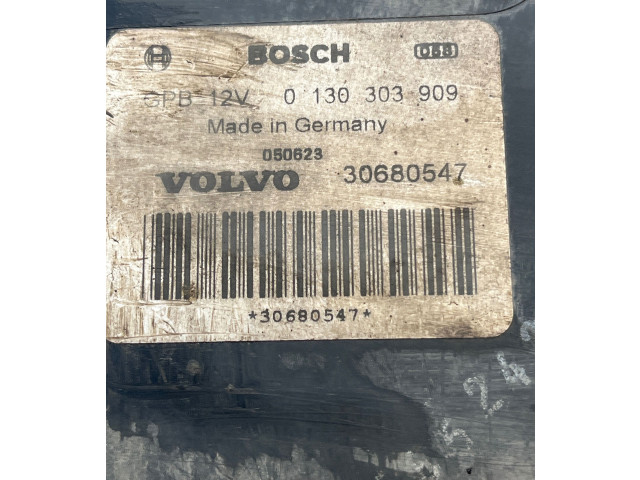 BOSCH
GPB 12V 0 130 303 909
Made in Germany
050623
VOLVO 30680547
*30680547*